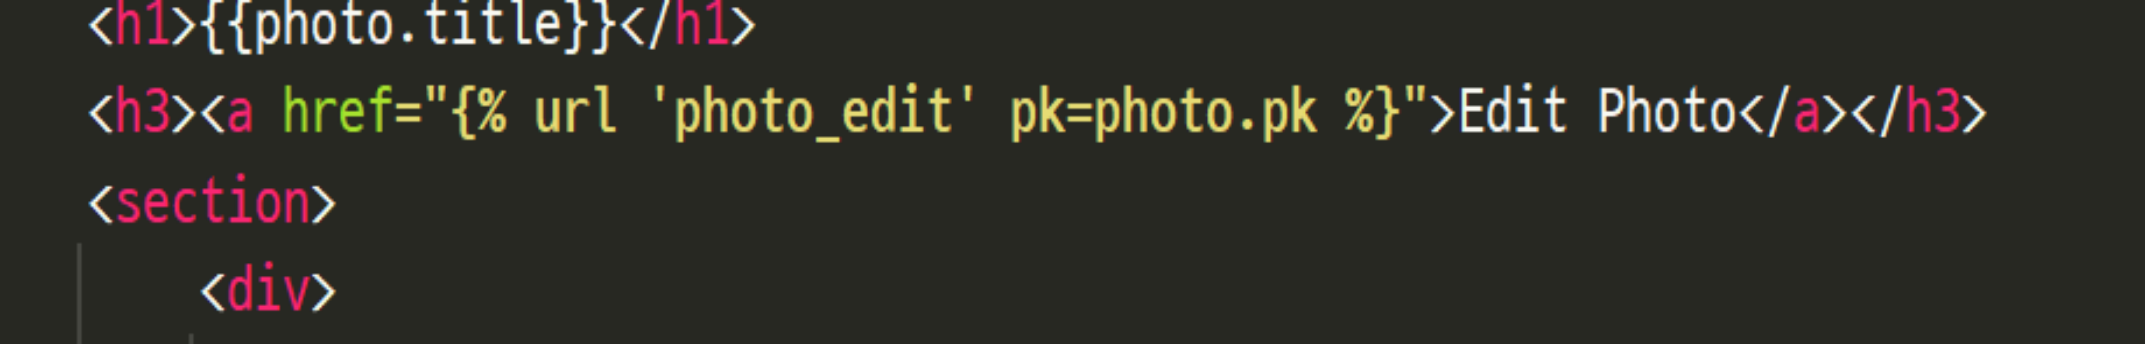 <h1>{{photo.title}}</h1>
<h3><a href="{% url 'photo_edit' pk=photo.pk %}">Edit Photo</a></h3>
<section>
<div>